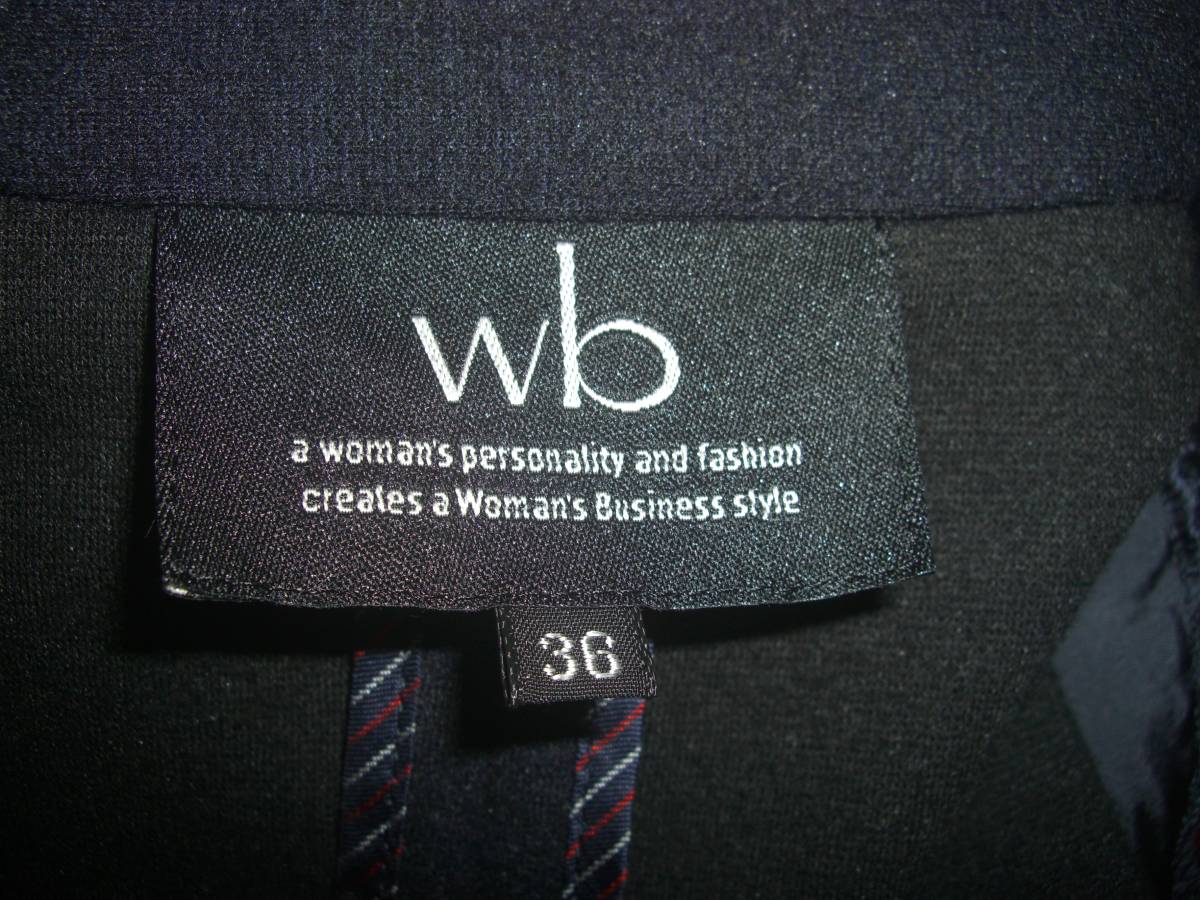 wb
a woman's personality and fashion
creates a Woman's Business style
36